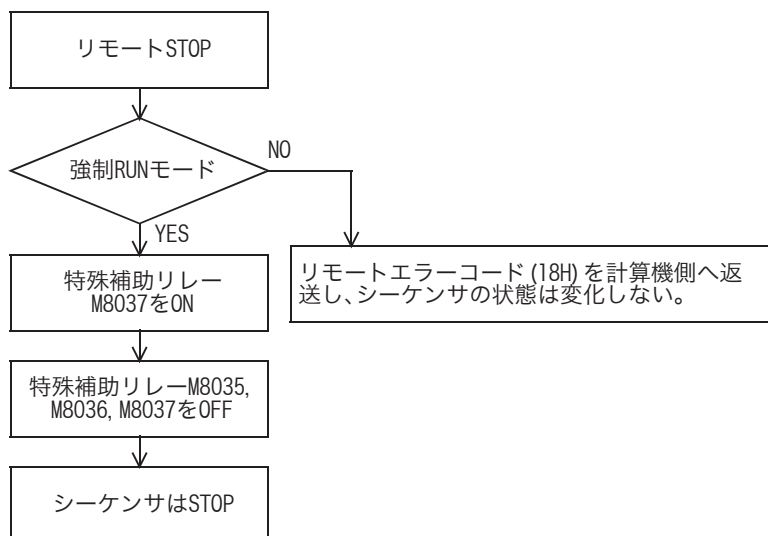 リモートSTOP
強制RUNモード
NO
YES
特殊補助リレー
M8037をON
リモートエラーコード(18H)を計算機側へ返
送し、シーケンサの状態は変化しない。
特殊補助リレーM8035,
M8036, M8037をOFF
シーケンサはSTOP